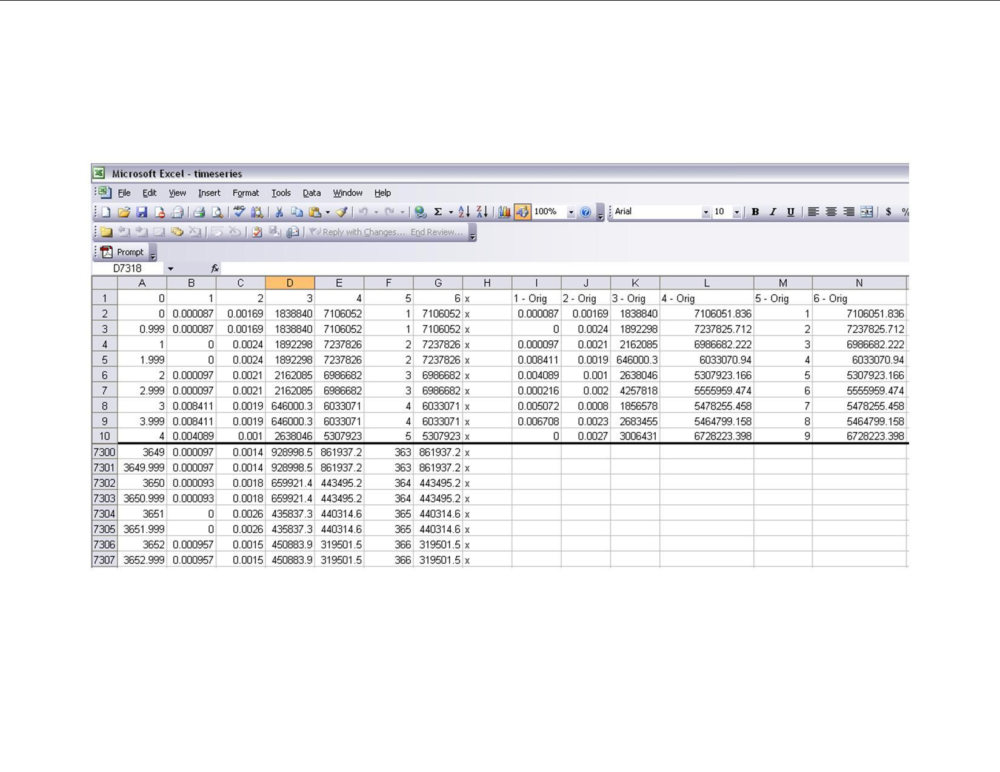 Microsoft Excel - timeseries
File Edit View Insert Format Tools Data Window Help
100% Arial 10 B I U $ %
Reply with Changes... End Review...
Prompt
D7318 fx
A B C D E F G H I J K L M N
1 0 1 2 3 4 5 6 x 1 - Orig 2 - Orig 3 - Orig 4 - Orig 5 - Orig 6 - Orig
2 0 0.000087 0.00169 1838840 7106052 1 7106052 x 0.000087 0.00169 1838840 7106051.836 1 7106051.836
3 0.999 0.000087 0.00169 1838840 7106052 1 7106052 x 0 0.0024 1892298 7237825.712 2 7237825.712
4 1 0 0.0024 1892298 7237826 2 7237826 x 0.000097 0.0021 2162085 6986682.222 3 6986682.222
5 1.999 0 0.0024 1892298 7237826 2 7237826 x 0.008411 0.0019 646000.3 6033070.94 4 6033070.94
6 2 0.000097 0.0021 2162085 6986682 3 6986682 x 0.004089 0.001 2638046 5307923.166 5 5307923.166
7 2.999 0.000097 0.0021 2162085 6986682 3 6986682 x 0.000216 0.002 4257818 5555959.474 6 5555959.474
8 3 0.008411 0.0019 646000.3 6033071 4 6033071 x 0.005072 0.0008 1856578 5478255.458 7 5478255.458
9 3.999 0.008411 0.0019 646000.3 6033071 4 6033071 x 0.006708 0.0023 2683455 5464799.158 8 5464799.158
10 4 0.004089 0.001 2638046 5307923 5 5307923 x 0 0.0027 3006431 6728223.398 9 6728223.398
7300 3649 0.000097 0.0014 928998.5 861937.2 363 861937.2 x
7301 3649.999 0.000097 0.0014 928998.5 861937.2 363 861937.2 x
7302 3650 0.000093 0.0018 659921.4 443495.2 364 443495.2 x
7303 3650.999 0.000093 0.0018 659921.4 443495.2 364 443495.2 x
7304 3651 0 0.0026 435837.3 440314.6 365 440314.6 x
7305 3651.999 0 0.0026 435837.3 440314.6 365 440314.6 x
7306 3652 0.000957 0.0015 450883.9 319501.5 366 319501.5 x
7307 3652.999 0.000957 0.0015 450883.9 319501.5 366 319501.5 x